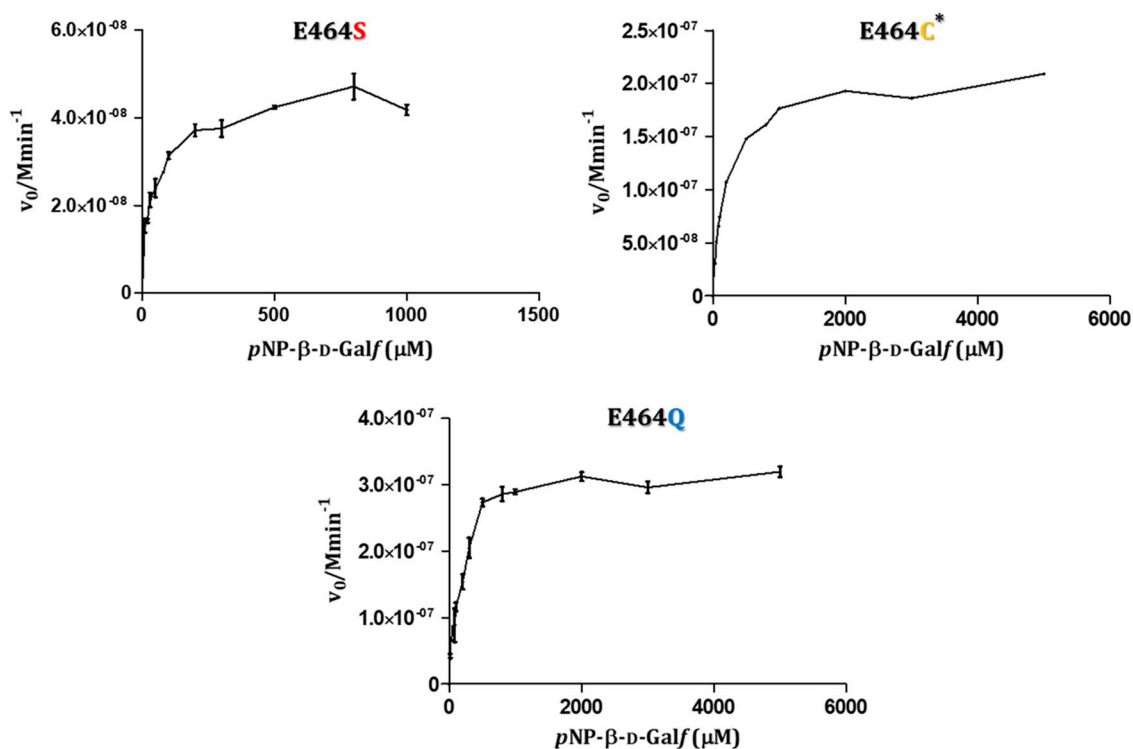 E464S
6.0×10⁻⁰⁸
4.0×10⁻⁰⁸
2.0×10⁻⁰⁸
0
v₀/Mmin⁻¹
0 500 1000 1500
pNP-β-D-Galf (μM)
E464C*
2.5×10⁻⁰⁷
2.0×10⁻⁰⁷
1.5×10⁻⁰⁷
1.0×10⁻⁰⁷
5.0×10⁻⁰⁸
0
v₀/Mmin⁻¹
0 2000 4000 6000
pNP-β-D-Galf (μM)
E464Q
4.0×10⁻⁰⁷
3.0×10⁻⁰⁷
2.0×10⁻⁰⁷
1.0×10⁻⁰⁷
0
v₀/Mmin⁻¹
0 2000 4000 6000
pNP-β-D-Galf (μM)